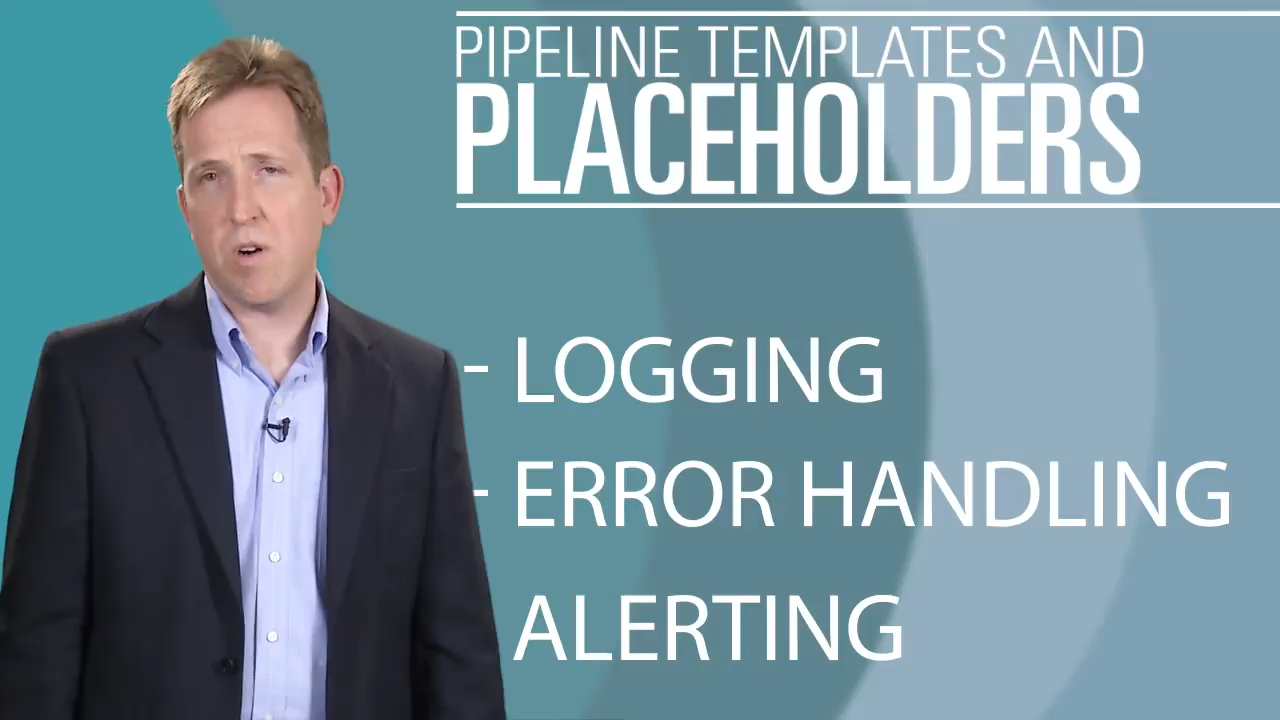 PIPELINE TEMPLATES AND
PLACEHOLDERS
- LOGGING
- ERROR HANDLING
ALERTING